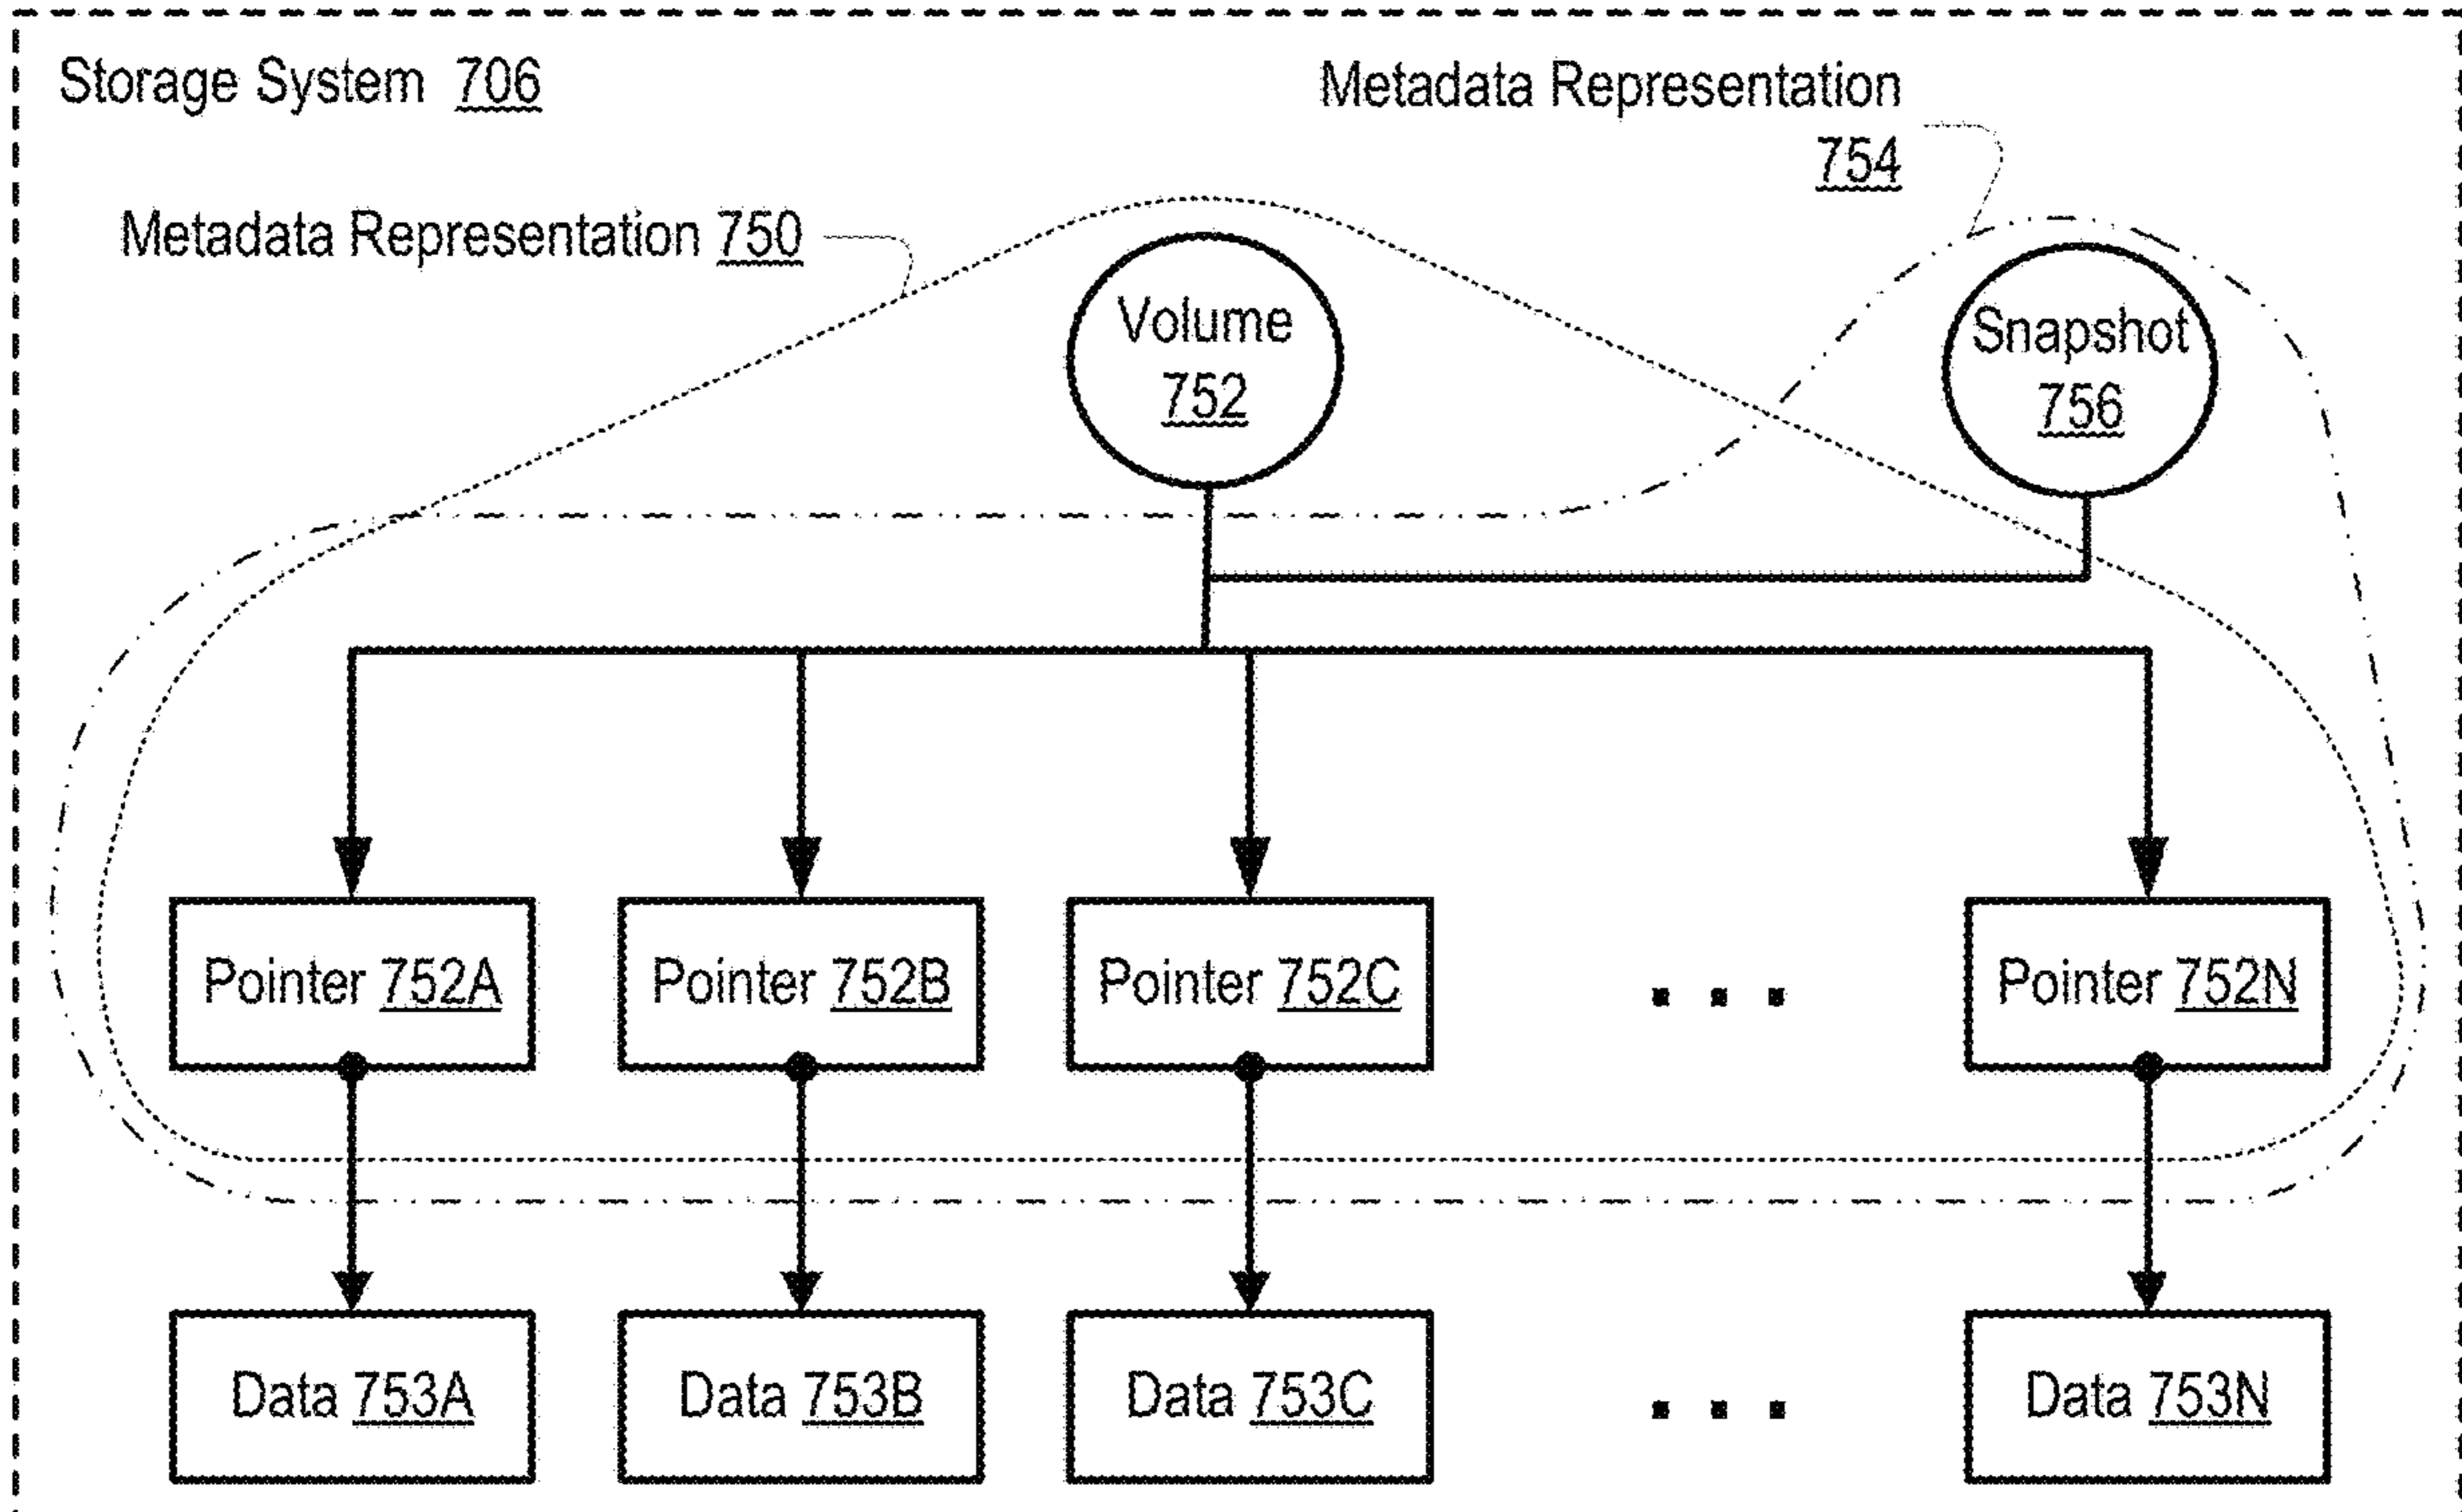 Storage System 706
Metadata Representation
754
Metadata Representation 750
Volume
752
Snapshot
756
Pointer 752A
Pointer 752B
Pointer 752C
. . .
Pointer 752N
Data 753A
Data 753B
Data 753C
. . .
Data 753N